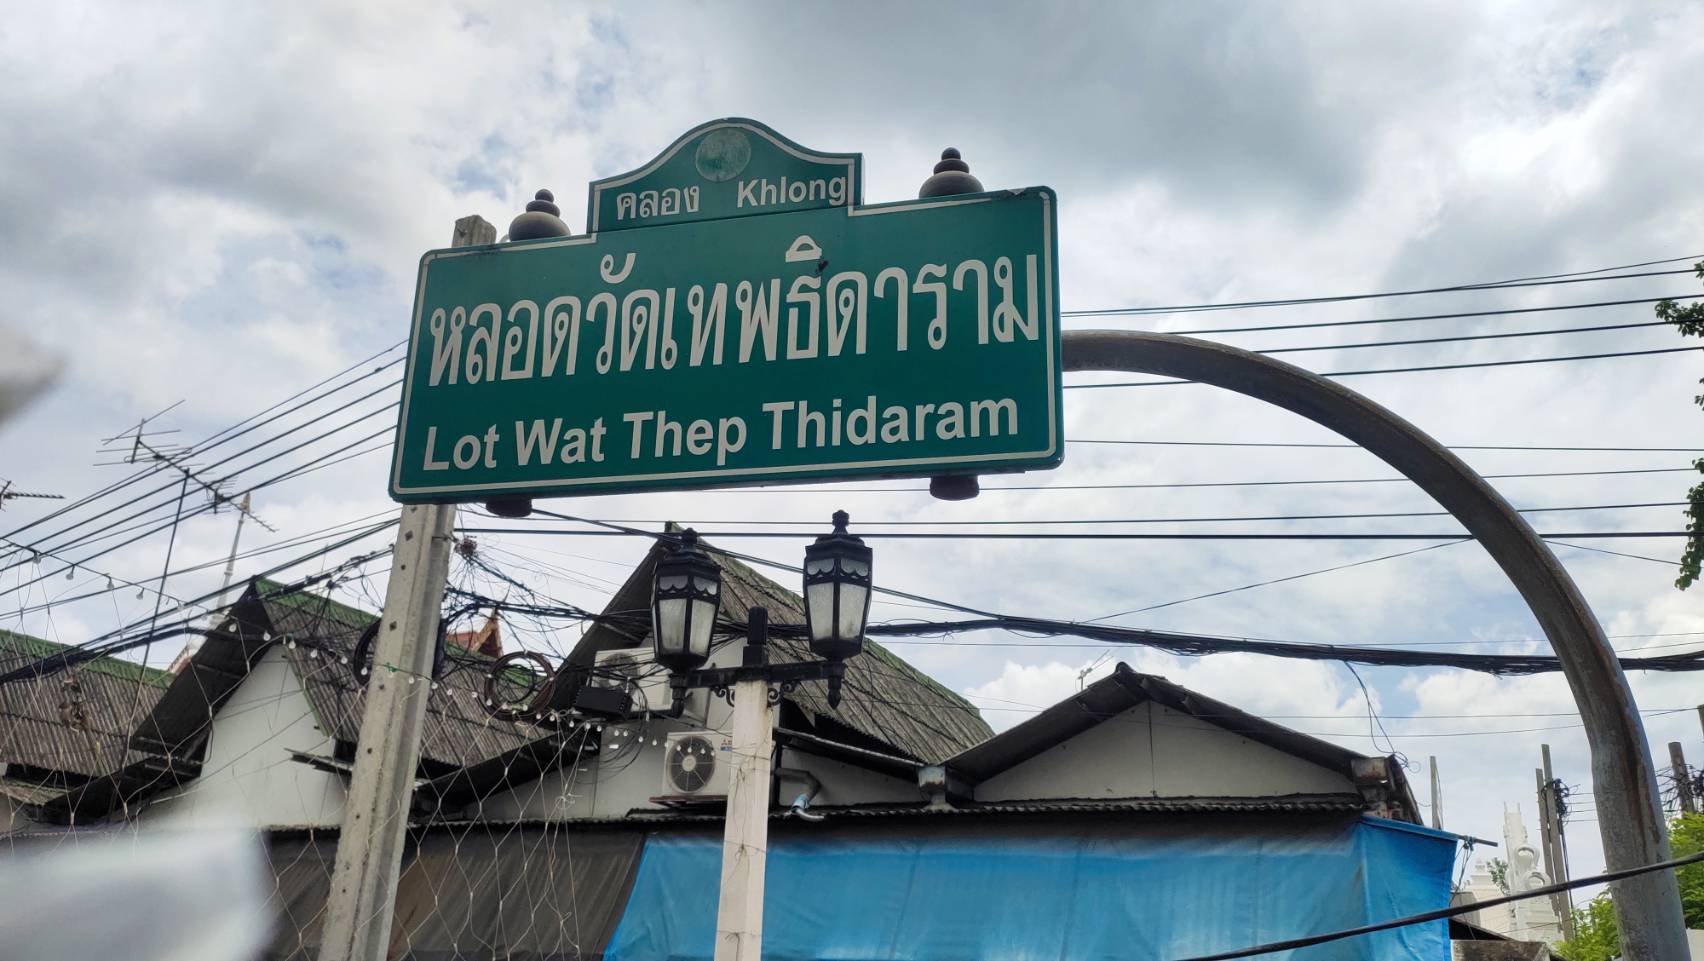 คลอง Khlong
หลอดวัดเทพธิดาราม
Lot Wat Thep Thidaram